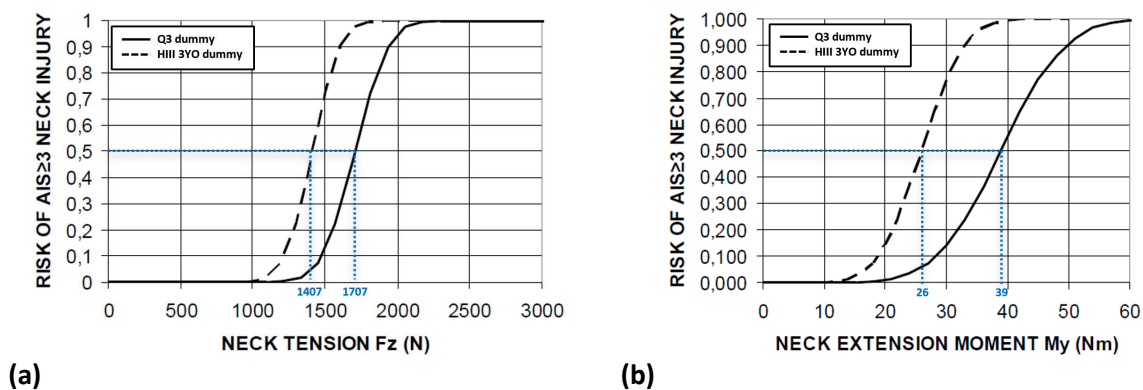 RISK OF AIS≥3 NECK INJURY
1
0,9
0,8
0,7
0,6
0,5
0,4
0,3
0,2
0,1
0
Q3 dummy
HIII 3YO dummy
1407 1707
0 500 1000 1500 2000 2500 3000
NECK TENSION Fz (N)
(a)
RISK OF AIS≥3 NECK INJURY
1,000
0,900
0,800
0,700
0,600
0,500
0,400
0,300
0,200
0,100
0,000
Q3 dummy
HIII 3YO dummy
26 39
0 10 20 30 40 50 60
NECK EXTENSION MOMENT My (Nm)
(b)